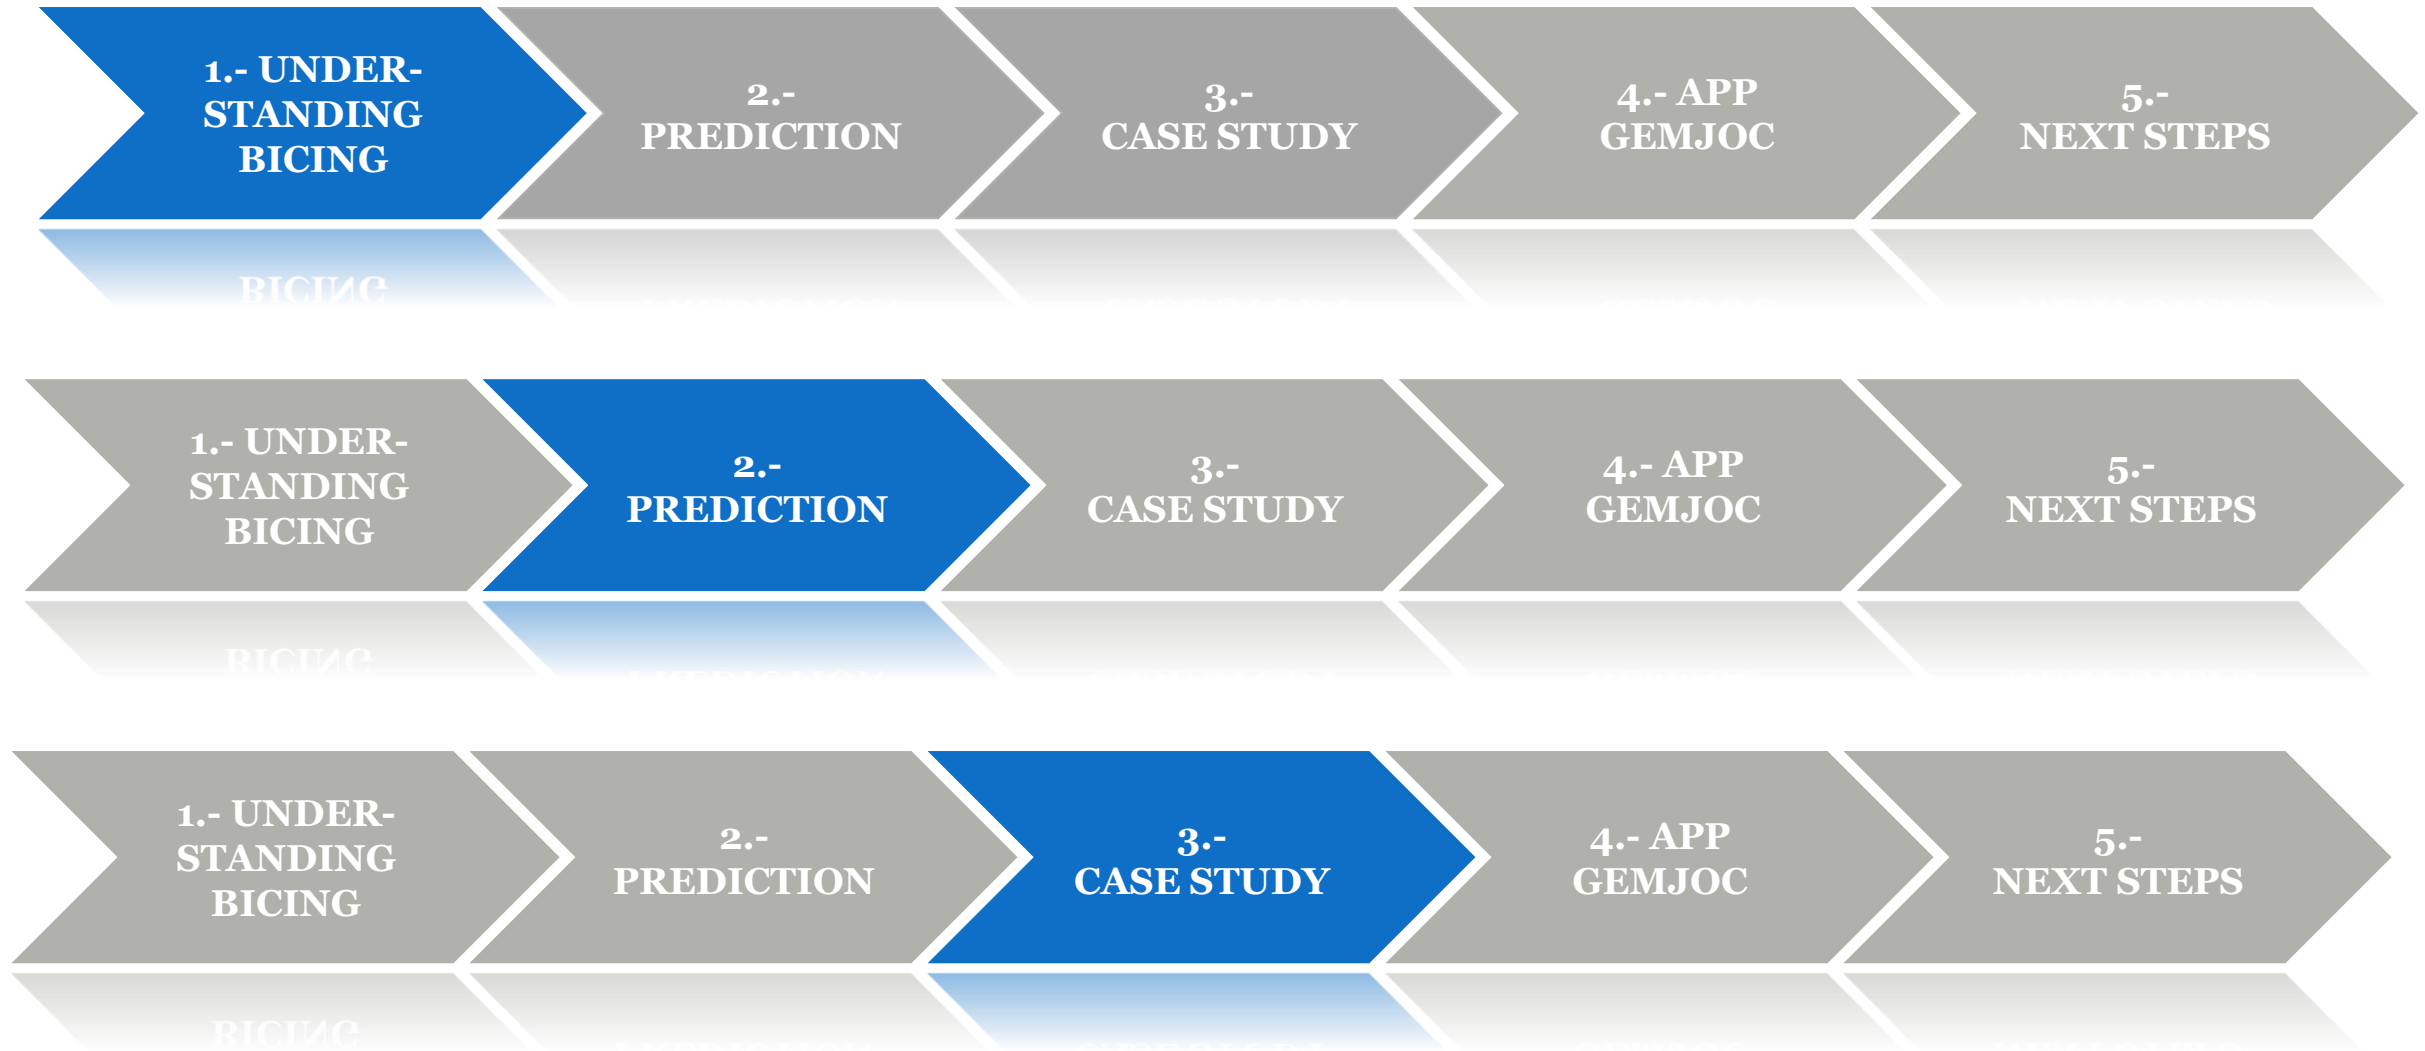 1.- UNDER-
STANDING
BICING
2.-
PREDICTION
3.-
CASE STUDY
4.- APP
GEMJOC
5.-
NEXT STEPS
1.- UNDER-
STANDING
BICING
2.-
PREDICTION
3.-
CASE STUDY
4.- APP
GEMJOC
5.-
NEXT STEPS
1.- UNDER-
STANDING
BICING
2.-
PREDICTION
3.-
CASE STUDY
4.- APP
GEMJOC
5.-
NEXT STEPS